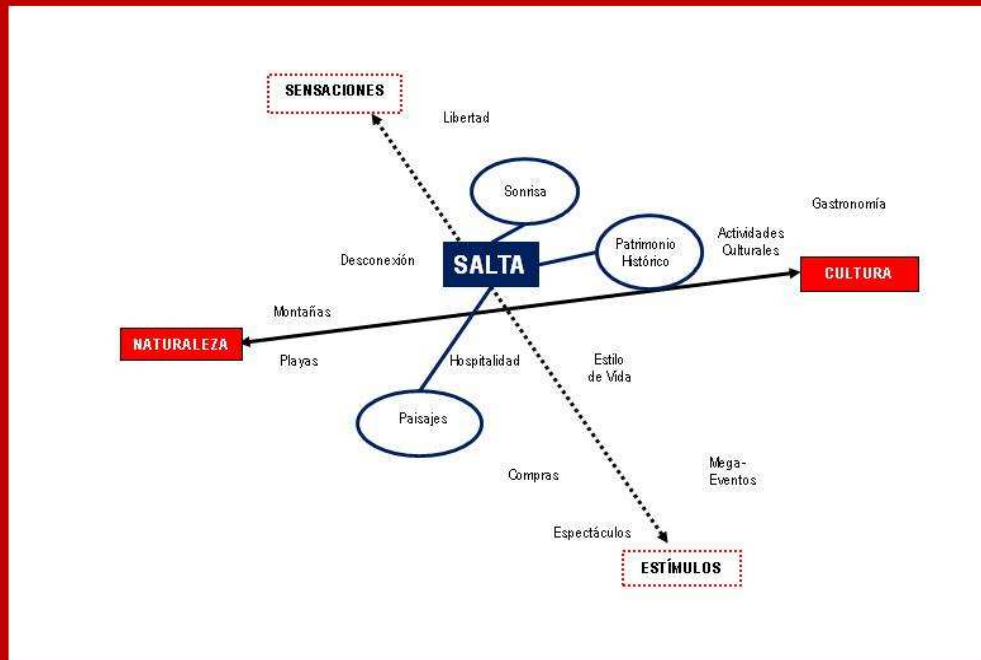 SENSACIONES
Libertad
Sonrisa
Gastronomía
Patrimonio
Histórico
Actividades
Culturales
Desconexión
SALTA
CULTURA
Montañas
NATURALEZA
Playas
Hospitalidad
Estilo
de Vida
Paisajes
Compras
Mega-
Eventos
Espectáculos
ESTÍMULOS